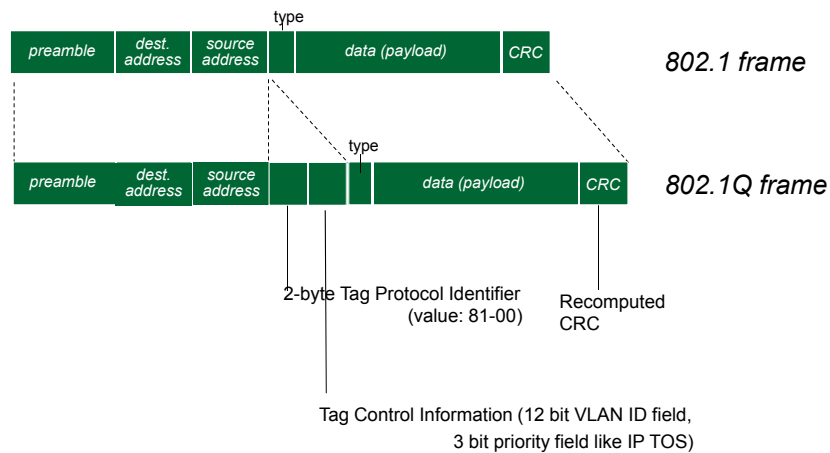 type
preamble
dest.
address
source
address
data (payload)
CRC
802.1 frame
type
preamble
dest.
address
source
address
data (payload)
CRC
802.1Q frame
2-byte Tag Protocol Identifier
(value: 81-00)
Recomputed
CRC
Tag Control Information (12 bit VLAN ID field,
3 bit priority field like IP TOS)